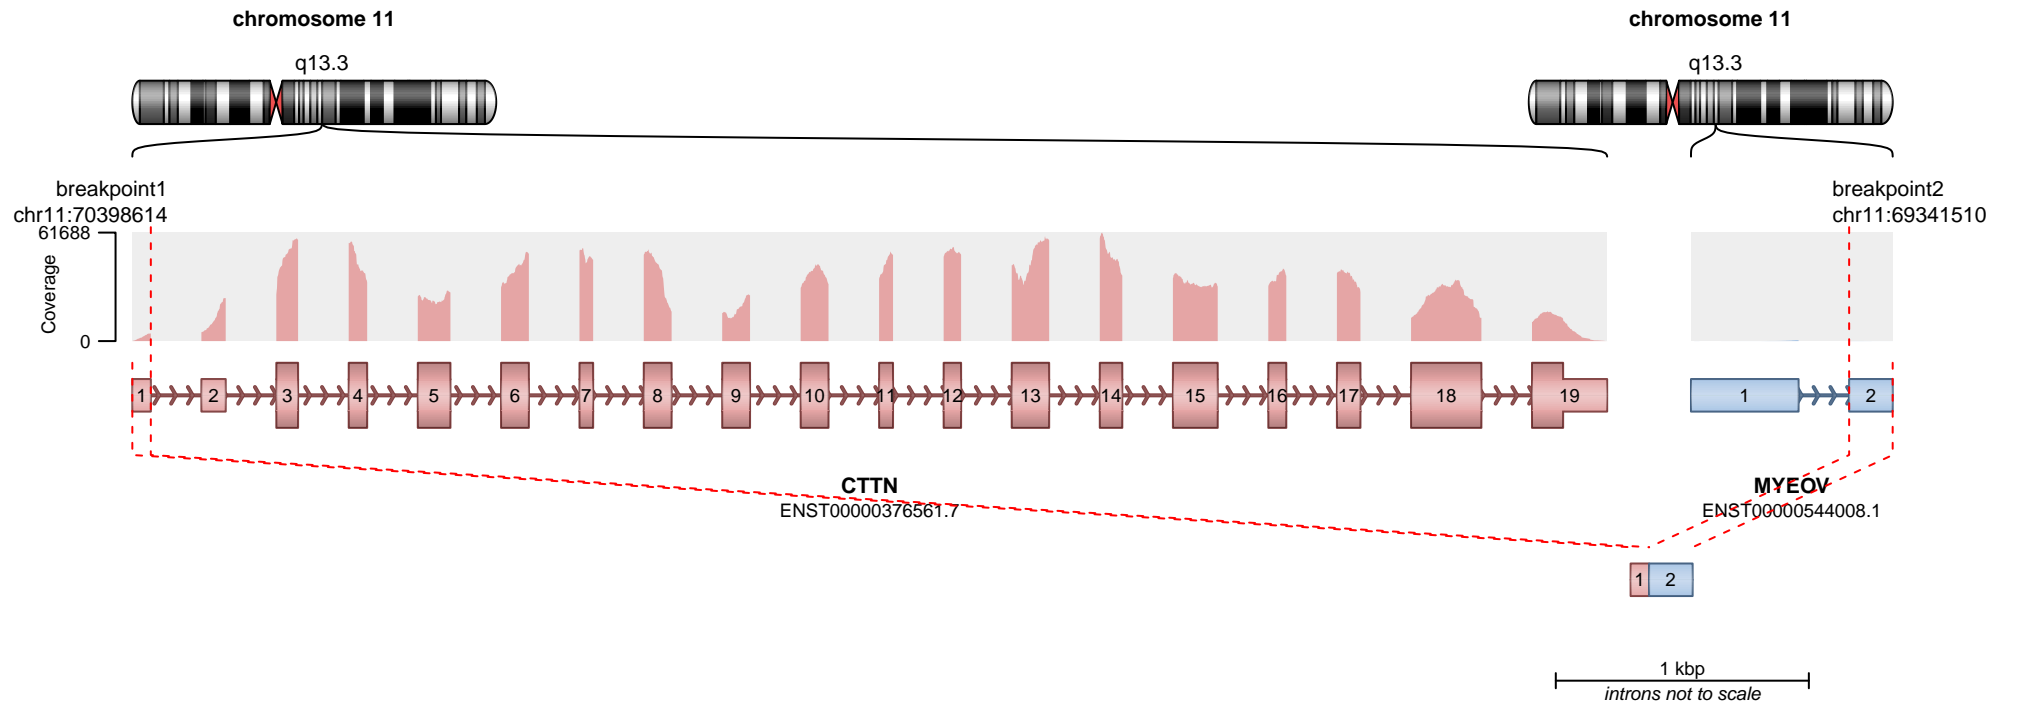 chromosome 11
chromosome 11
q13.3
q13.3
breakpoint1
chr11:70398614
breakpoint2
chr11:69341510
61688
Coverage
0
1 2 3 4 5 6 7 8 9 10 11 12 13 14 15 16 17 18 19
1 2
CTTN
ENST00000376561.7
MYEOV
ENST00000544008.1
1 2
1 kbp
introns not to scale